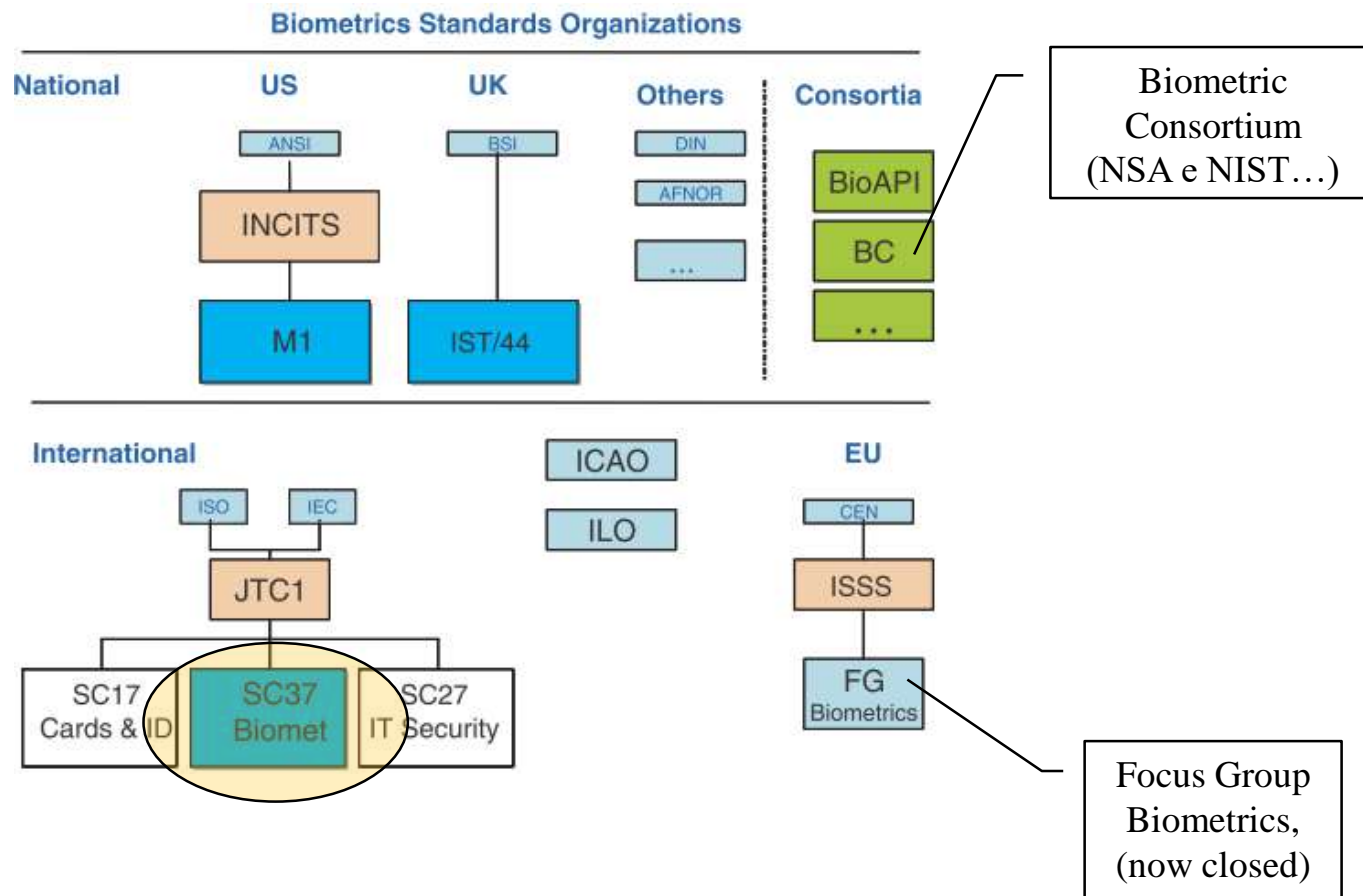 Biometrics Standards Organizations
National
US
UK
Others
Consortia
ANSI
BSI
DIN
AFNOR
...
INCITS
M1
IST/44
BioAPI
BC
...
Biometric
Consortium
(NSA e NIST…)
International
ISO
IEC
JTC1
SC17
Cards & ID
SC37
Biomet
SC27
IT Security
ICAO
ILO
EU
CEN
ISSS
FG
Biometrics
Focus Group
Biometrics,
(now closed)